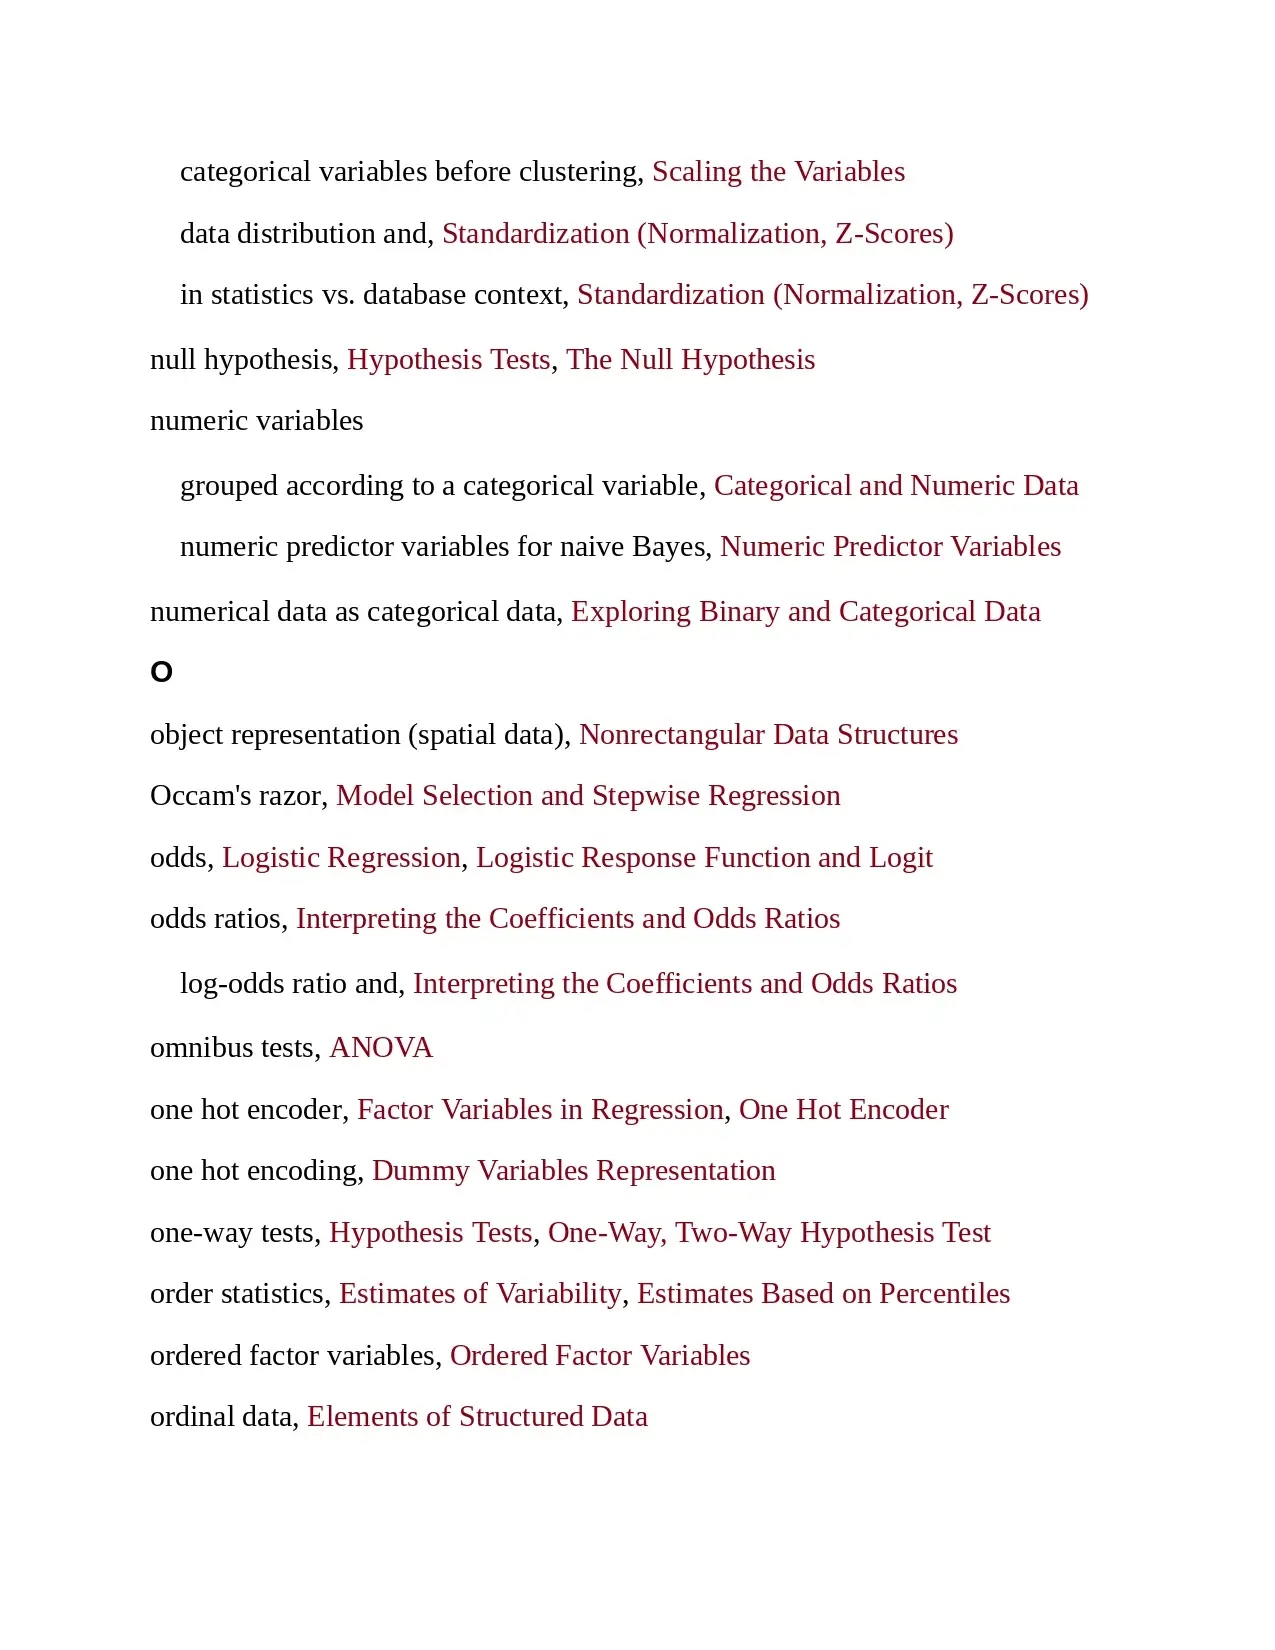 categorical variables before clustering, Scaling the Variables
data distribution and, Standardization (Normalization, Z-Scores)
in statistics vs. database context, Standardization (Normalization, Z-Scores)
null hypothesis, Hypothesis Tests, The Null Hypothesis
numeric variables
grouped according to a categorical variable, Categorical and Numeric Data
numeric predictor variables for naive Bayes, Numeric Predictor Variables
numerical data as categorical data, Exploring Binary and Categorical Data
O
object representation (spatial data), Nonrectangular Data Structures
Occam's razor, Model Selection and Stepwise Regression
odds, Logistic Regression, Logistic Response Function and Logit
odds ratios, Interpreting the Coefficients and Odds Ratios
log-odds ratio and, Interpreting the Coefficients and Odds Ratios
omnibus tests, ANOVA
one hot encoder, Factor Variables in Regression, One Hot Encoder
one hot encoding, Dummy Variables Representation
one-way tests, Hypothesis Tests, One-Way, Two-Way Hypothesis Test
order statistics, Estimates of Variability, Estimates Based on Percentiles
ordered factor variables, Ordered Factor Variables
ordinal data, Elements of Structured Data